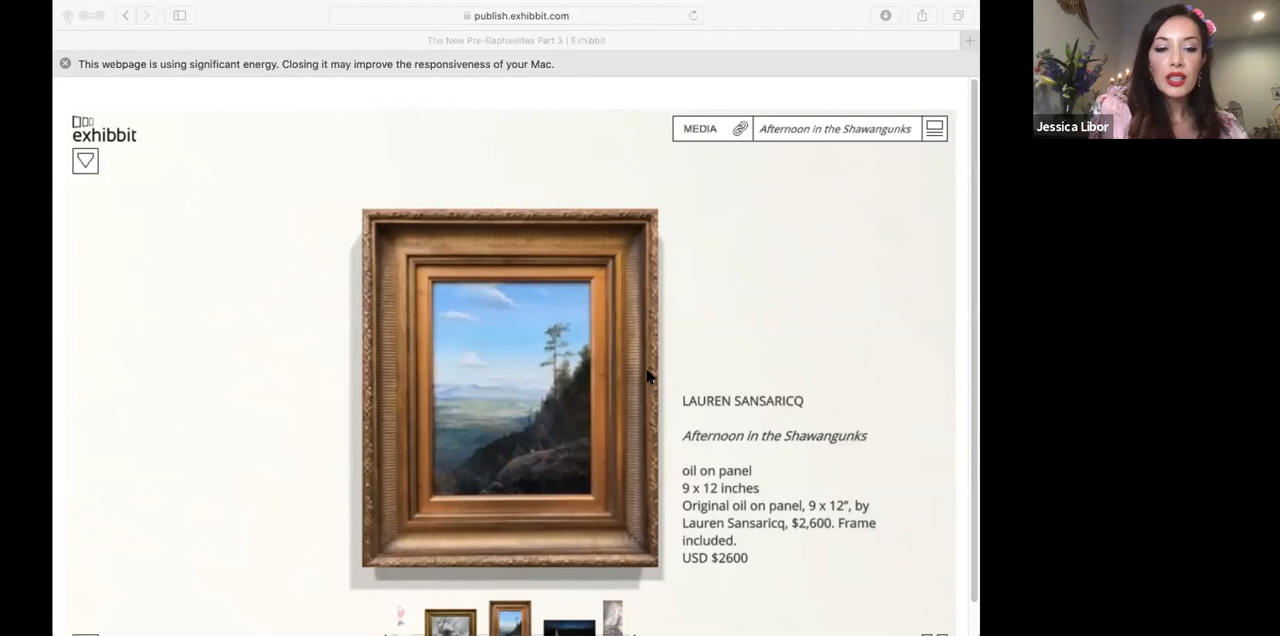 publish.exhibbit.com
The New Pre-Raphaelites Part 3 | Exhibbit
This webpage is using significant energy. Closing it may improve the responsiveness of your Mac.
exhibbit
MEDIA
Afternoon in the Shawangunks
Jessica Libor
LAUREN SANSARICQ
Afternoon in the Shawangunks
oil on panel
9 x 12 inches
Original oil on panel, 9 x 12”, by
Lauren Sansaricq, $2,600. Frame
included.
USD $2600